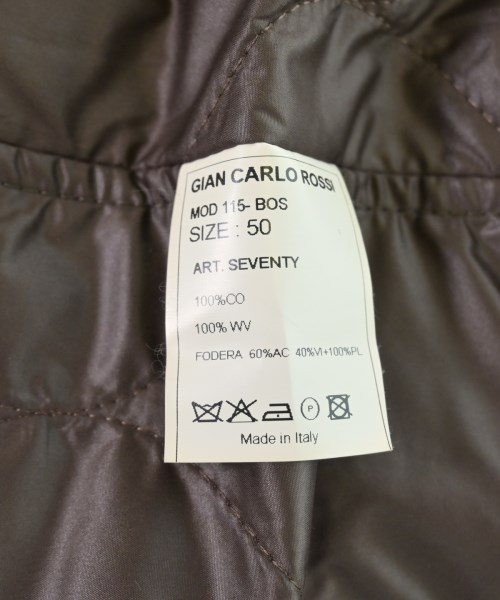 GIAN CARLO ROSSI
MOD 115- BOS
SIZE : 50
ART. SEVENTY
100%CO
100% WV
FODERA 60%AC 40%VI+100%PL
P
Made in Italy